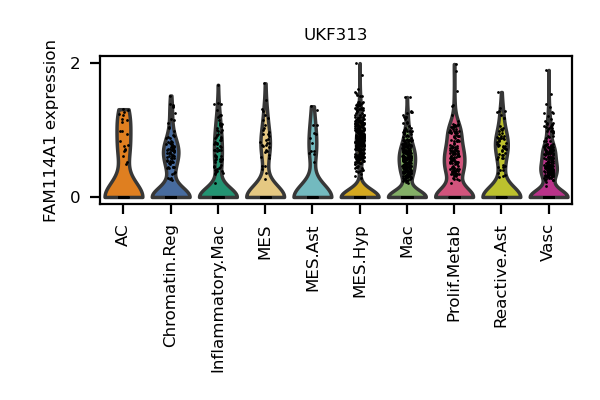 UKF313
FAM114A1 expression
2
0
AC
Chromatin.Reg
Inflammatory.Mac
MES
MES.Ast
MES.Hyp
Mac
Prolif.Metab
Reactive.Ast
Vasc